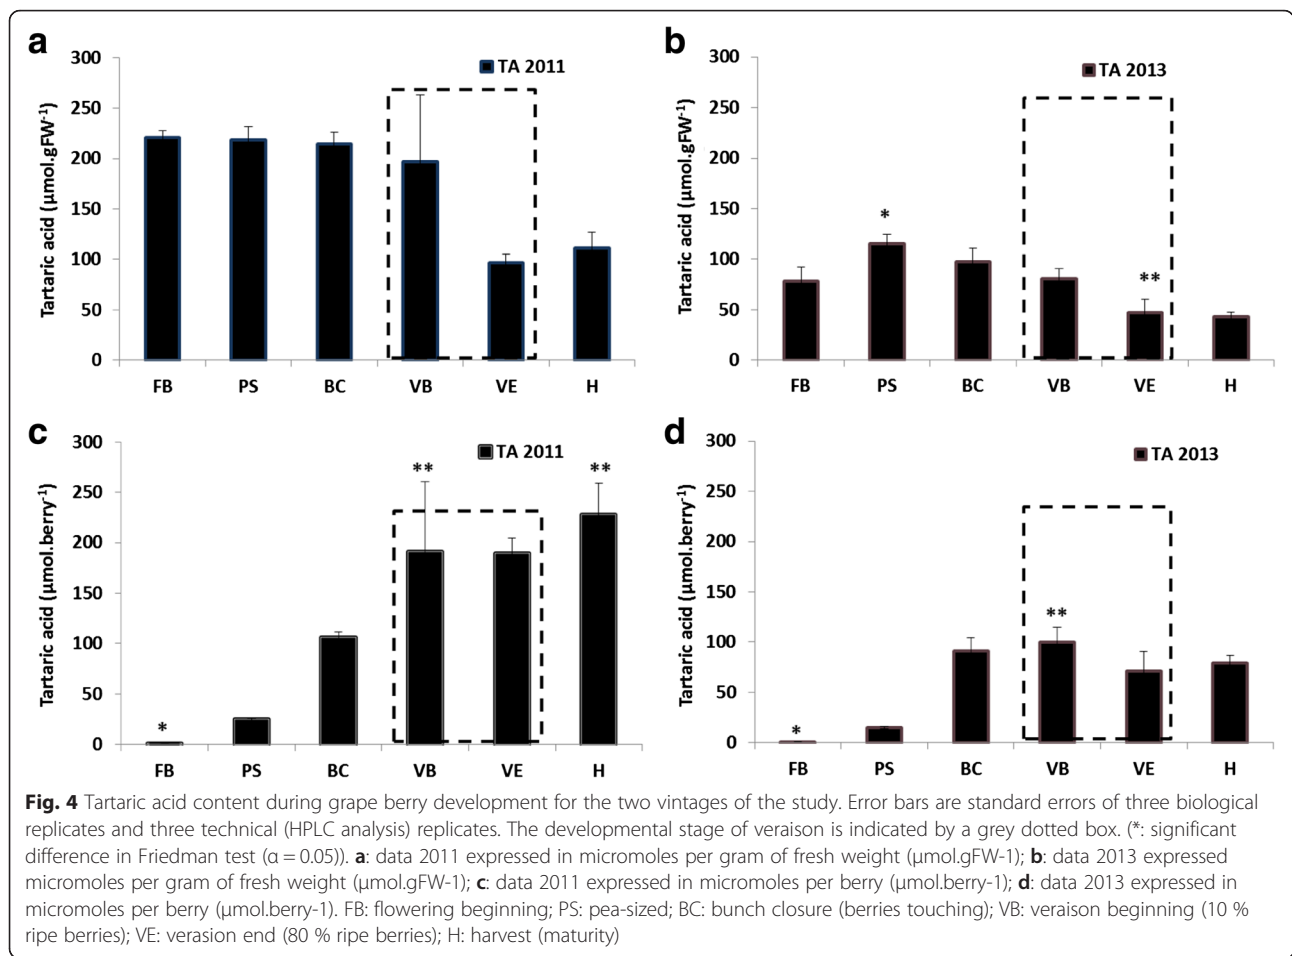 a
TA 2011
Tartaric acid (µmol.gFW-1)
300
250
200
150
100
50
0
FB PS BC VB VE H
b
TA 2013
Tartaric acid (µmol.gFW-1)
300
250
200
150
100
50
0
*
**
FB PS BC VB VE H
c
TA 2011
Tartaric acid (µmol.berry-1)
300
250
200
150
100
50
0
*
**
**
FB PS BC VB VE H
d
TA 2013
Tartaric acid (µmol.berry-1)
300
250
200
150
100
50
0
*
**
FB PS BC VB VE H
Fig. 4 Tartaric acid content during grape berry development for the two vintages of the study. Error bars are standard errors of three biological
replicates and three technical (HPLC analysis) replicates. The developmental stage of veraison is indicated by a grey dotted box. (*: significant
difference in Friedman test (α = 0.05)). a: data 2011 expressed in micromoles per gram of fresh weight (µmol.gFW-1); b: data 2013 expressed
micromoles per gram of fresh weight (µmol.gFW-1); c: data 2011 expressed in micromoles per berry (µmol.berry-1); d: data 2013 expressed in
micromoles per berry (µmol.berry-1). FB: flowering beginning; PS: pea-sized; BC: bunch closure (berries touching); VB: veraison beginning (10 %
ripe berries); VE: verasion end (80 % ripe berries); H: harvest (maturity)